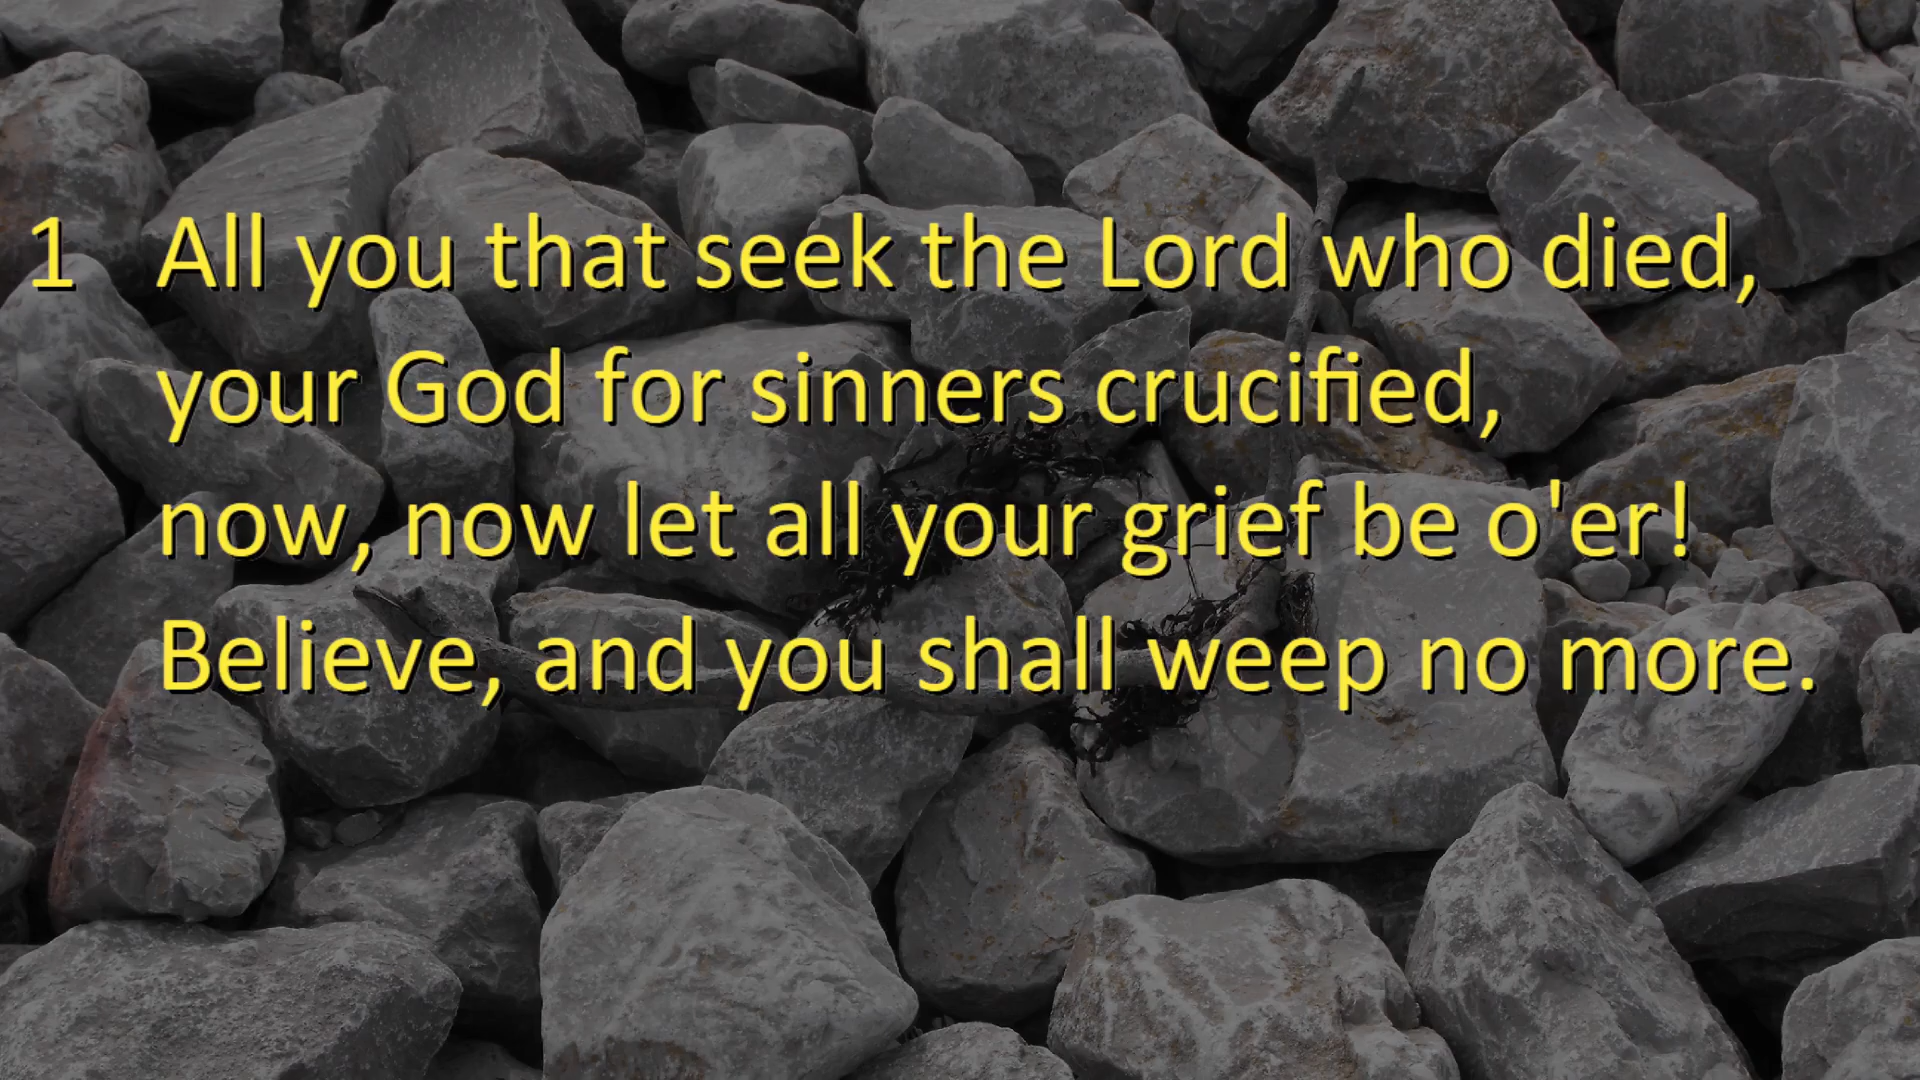 1 All you that seek the Lord who died,
your God for sinners crucified,
now, now let all your grief be o'er!
Believe, and you shall weep no more.